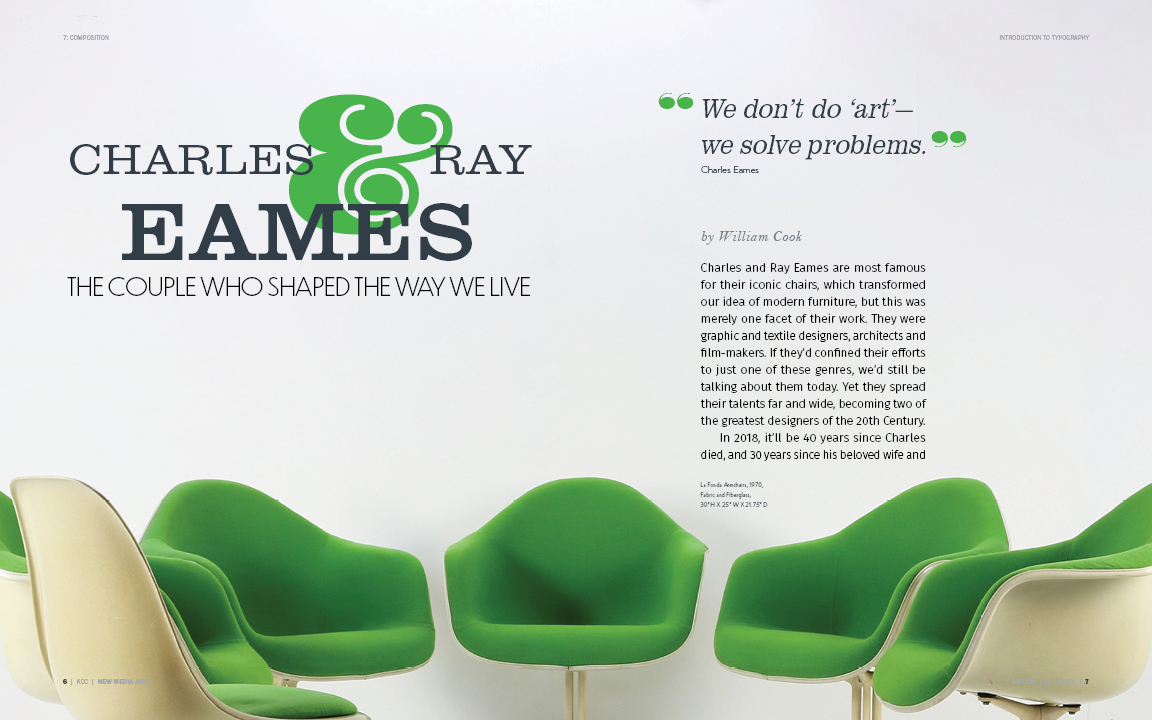 7: COMPOSITION
INTRODUCTION TO TYPOGRAPHY
CHARLES & RAY
EAMES
THE COUPLE WHO SHAPED THE WAY WE LIVE
“We don’t do ‘art’—
we solve problems.”
Charles Eames
by William Cook
Charles and Ray Eames are most famous
for their iconic chairs, which transformed
our idea of modern furniture, but this was
merely one facet of their work. They were
graphic and textile designers, architects and
film-makers. If they’d confined their efforts
to just one of these genres, we’d still be
talking about them today. Yet they spread
their talents far and wide, becoming two of
the greatest designers of the 20th Century.
In 2018, it’ll be 40 years since Charles
died, and 30 years since his beloved wife and
La Fonda Armchairs, 1970,
Fabric and Fiberglass,
30"H X 25" W X 21.75" D
6 | KCC | NEW MEDIA
7